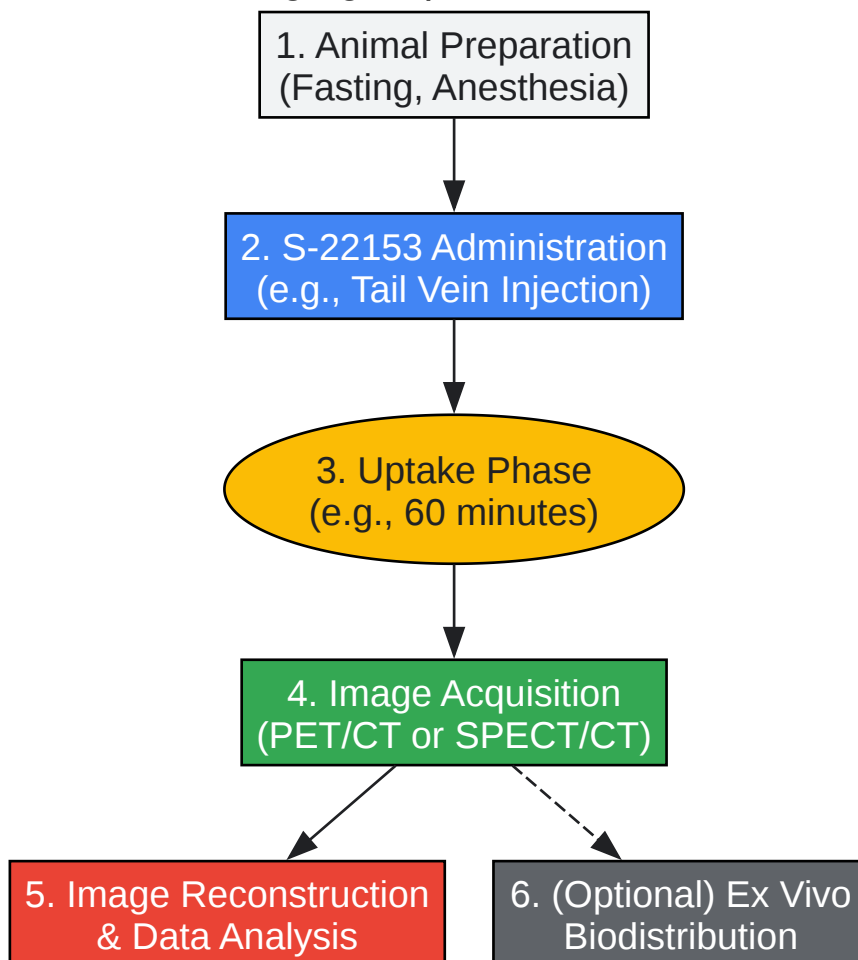 1. Animal Preparation
(Fasting, Anesthesia)
2. S-22153 Administration
(e.g., Tail Vein Injection)
3. Uptake Phase
(e.g., 60 minutes)
4. Image Acquisition
(PET/CT or SPECT/CT)
5. Image Reconstruction
& Data Analysis
6. (Optional) Ex Vivo
Biodistribution